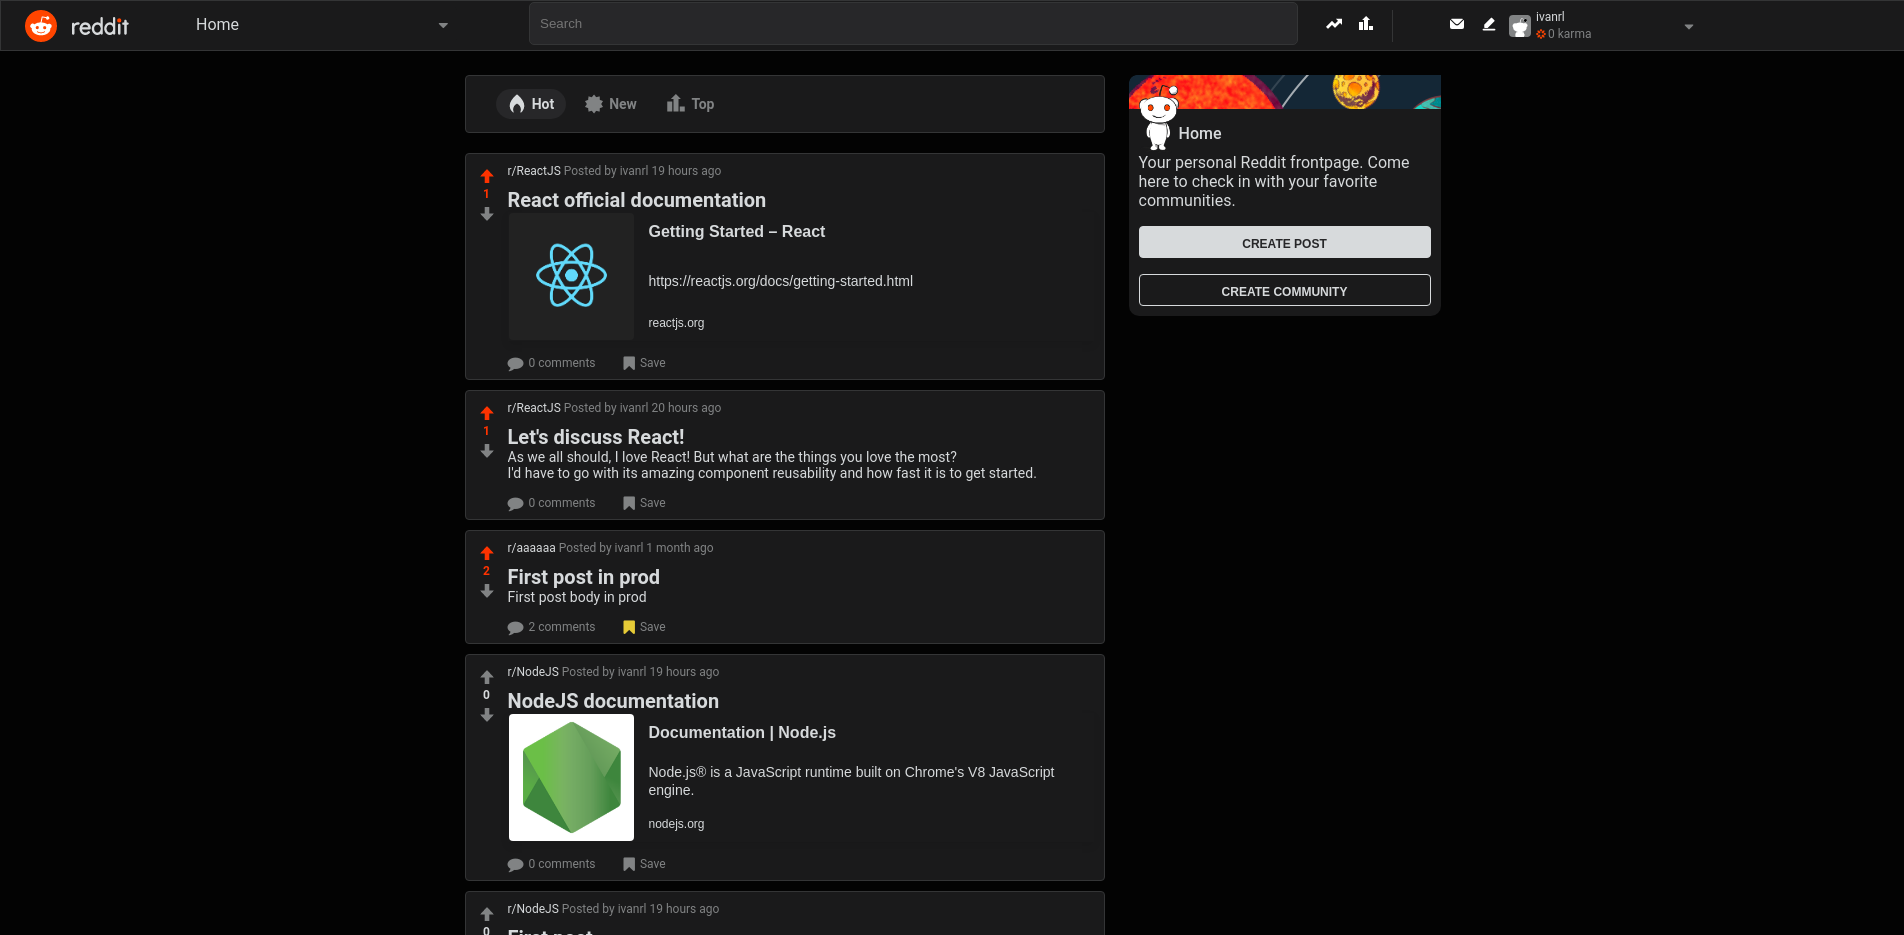 reddit
Home
Search
ivanrl
0 karma
Hot
New
Top
r/ReactJS Posted by ivanrl 19 hours ago
1
React official documentation
Getting Started – React
https://reactjs.org/docs/getting-started.html
reactjs.org
0 comments
Save
r/ReactJS Posted by ivanrl 20 hours ago
1
Let's discuss React!
As we all should, I love React! But what are the things you love the most?
I'd have to go with its amazing component reusability and how fast it is to get started.
0 comments
Save
r/aaaaaa Posted by ivanrl 1 month ago
2
First post in prod
First post body in prod
2 comments
Save
r/NodeJS Posted by ivanrl 19 hours ago
0
NodeJS documentation
Documentation | Node.js
Node.js® is a JavaScript runtime built on Chrome's V8 JavaScript
engine.
nodejs.org
0 comments
Save
r/NodeJS Posted by ivanrl 19 hours ago
0
First post
Home
Your personal Reddit frontpage. Come
here to check in with your favorite
communities.
CREATE POST
CREATE COMMUNITY